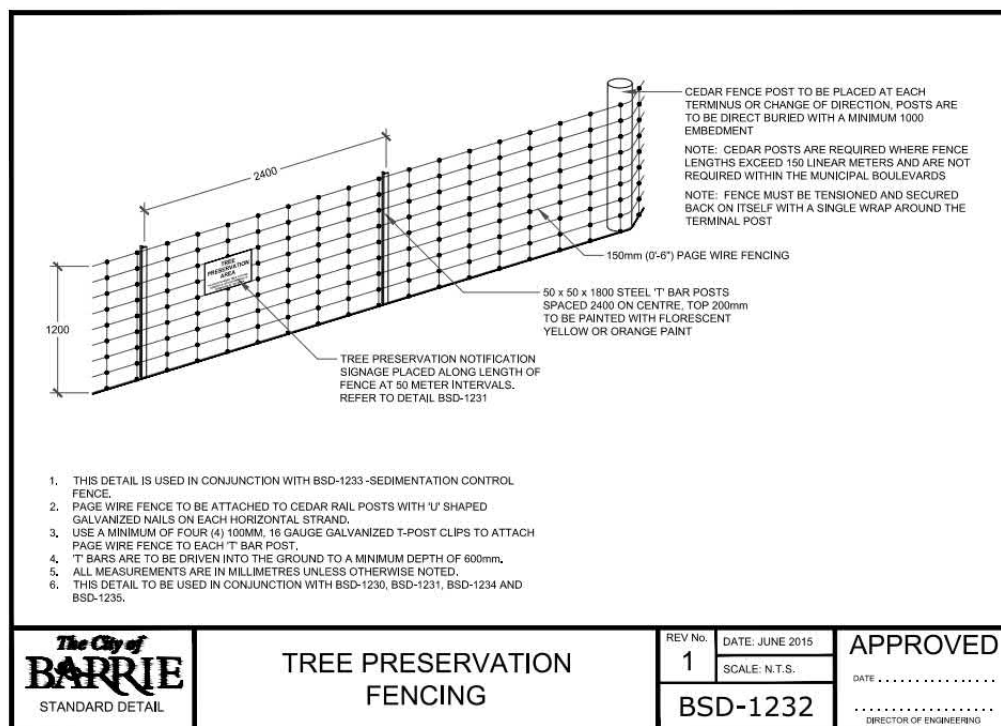 CEDAR FENCE POST TO BE PLACED AT EACH
TERMINUS OR CHANGE OF DIRECTION, POSTS ARE
TO BE DIRECT BURIED WITH A MINIMUM 1000
EMBEDMENT
NOTE: CEDAR POSTS ARE REQUIRED WHERE FENCE
LENGTHS EXCEED 150 LINEAR METERS AND ARE NOT
REQUIRED WITHIN THE MUNICIPAL BOULEVARDS
NOTE: FENCE MUST BE TENSIONED AND SECURED
BACK ON ITSELF WITH A SINGLE WRAP AROUND THE
TERMINAL POST
2400
150mm (0'-6") PAGE WIRE FENCING
TREE
PRESERVATION
AREA
50 x 50 x 1800 STEEL 'T' BAR POSTS
SPACED 2400 ON CENTRE, TOP 200mm
TO BE PAINTED WITH FLORESCENT
YELLOW OR ORANGE PAINT
1200
TREE PRESERVATION NOTIFICATION
SIGNAGE PLACED ALONG LENGTH OF
FENCE AT 50 METER INTERVALS.
REFER TO DETAIL BSD-1231
1. THIS DETAIL IS USED IN CONJUNCTION WITH BSD-1233 -SEDIMENTATION CONTROL
FENCE.
2. PAGE WIRE FENCE TO BE ATTACHED TO CEDAR RAIL POSTS WITH 'U' SHAPED
GALVANIZED NAILS ON EACH HORIZONTAL STRAND.
3. USE A MINIMUM OF FOUR (4) 100MM, 16 GAUGE GALVANIZED T-POST CLIPS TO ATTACH
PAGE WIRE FENCE TO EACH 'T' BAR POST.
4. 'T' BARS ARE TO BE DRIVEN INTO THE GROUND TO A MINIMUM DEPTH OF 600mm.
5. ALL MEASUREMENTS ARE IN MILLIMETRES UNLESS OTHERWISE NOTED.
6. THIS DETAIL TO BE USED IN CONJUNCTION WITH BSD-1230, BSD-1231, BSD-1234 AND
BSD-1235.
The City of
BARRIE
STANDARD DETAIL
TREE PRESERVATION
FENCING
REV No.
1
DATE: JUNE 2015
SCALE: N.T.S.
BSD-1232
APPROVED
DATE ................
DIRECTOR OF ENGINEERING